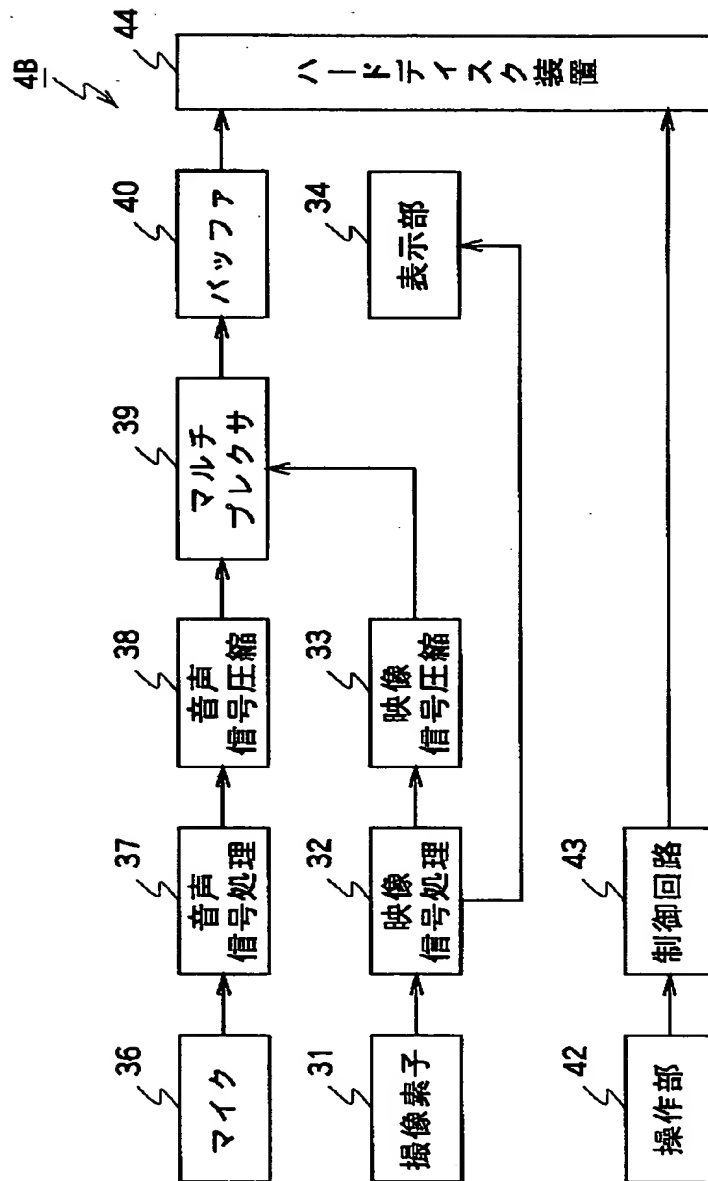 4B
36
マイク
37
音声
信号処理
38
音声
信号圧縮
39
マルチ
プレクサ
40
バッファ
44
ハードディスク装置
31
撮像素子
32
映像
信号処理
33
映像
信号圧縮
34
表示部
42
操作部
43
制御回路